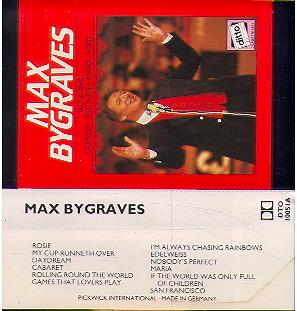 MAX
BYGRAVES
ditto
MAX BYGRAVES
DTO
10051A
ROSIE
MY CUP RUNNETH OVER
DAYDREAM
CABARET
ROLLING ROUND THE WORLD
GAMES THAT LOVERS PLAY
I'M ALWAYS CHASING RAINBOWS
EDELWEISS
NOBODY'S PERFECT
MARIA
IF THE WORLD WAS ONLY FULL
OF CHILDREN
SAN FRANCISCO
PICKWICK INTERNATIONAL · MADE IN GERMANY